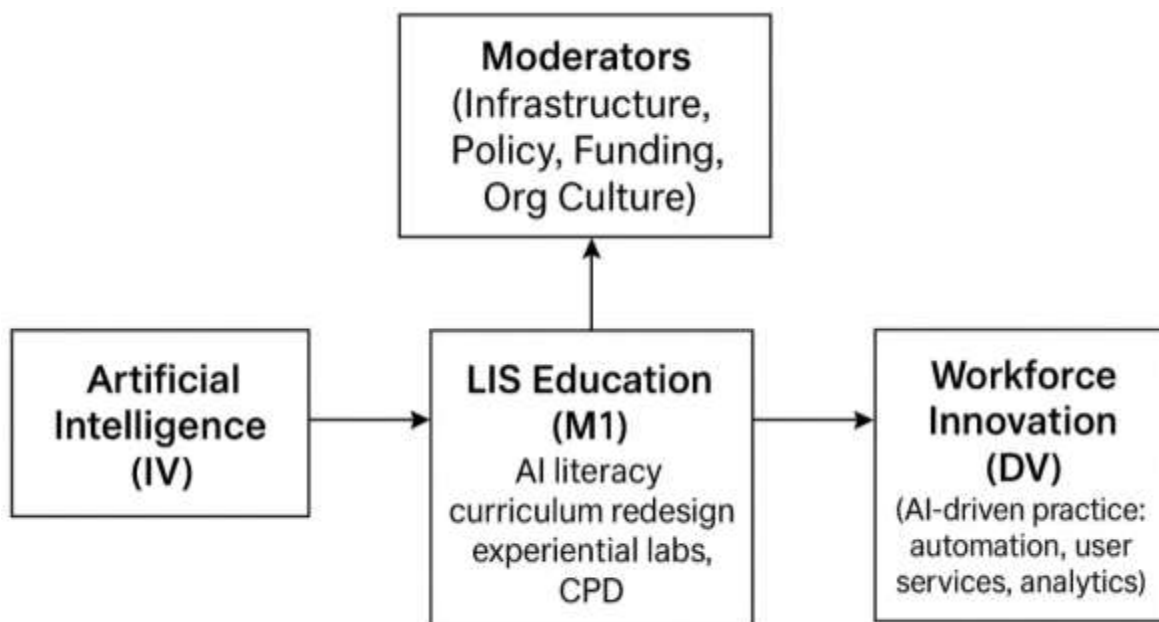 Moderators
(Infrastructure,
Policy, Funding,
Org Culture)
Artificial
Intelligence
(IV)
LIS Education
(M1)
AI literacy
curriculum redesign
experiential labs,
CPD
Workforce
Innovation
(DV)
(AI-driven practice:
automation, user
services, analytics)